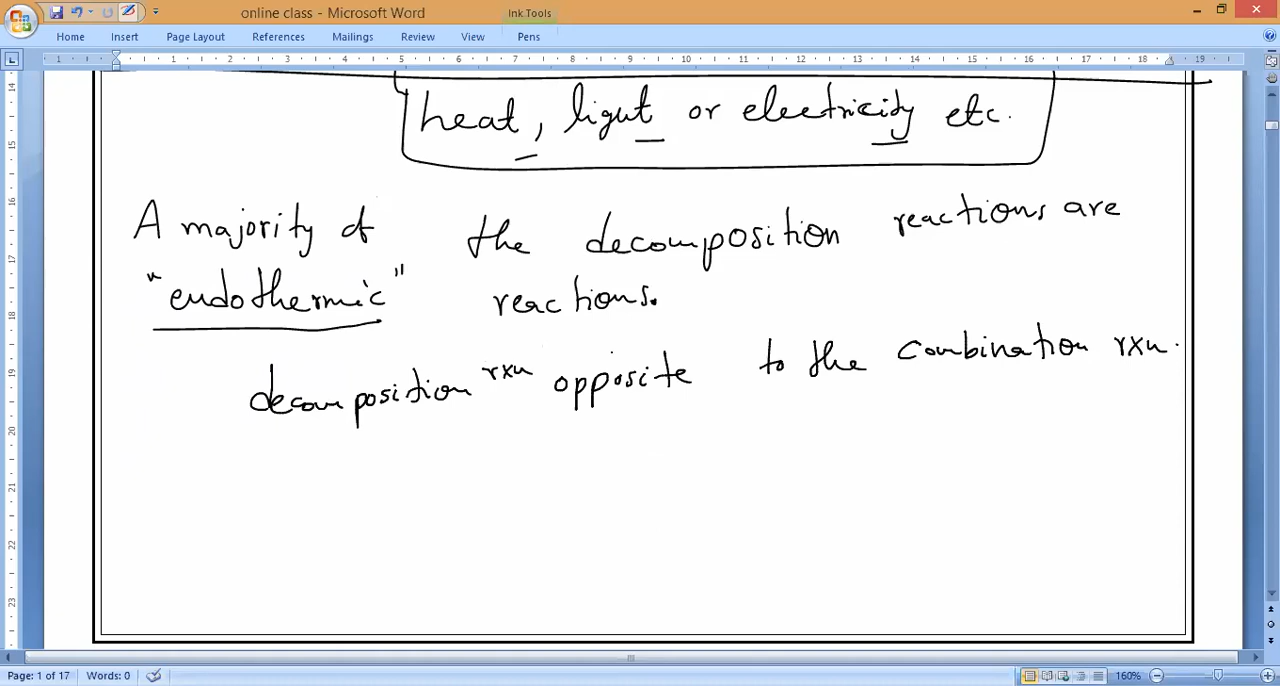 online class - Microsoft Word
Ink Tools
Home Insert Page Layout References Mailings Review View Pens
heat, light or electricity etc.
A majority of the decomposition reactions are
"endothermic" reactions.
decomposition rxn opposite to the combination rxn.
Page: 1 of 17 Words: 0 160%